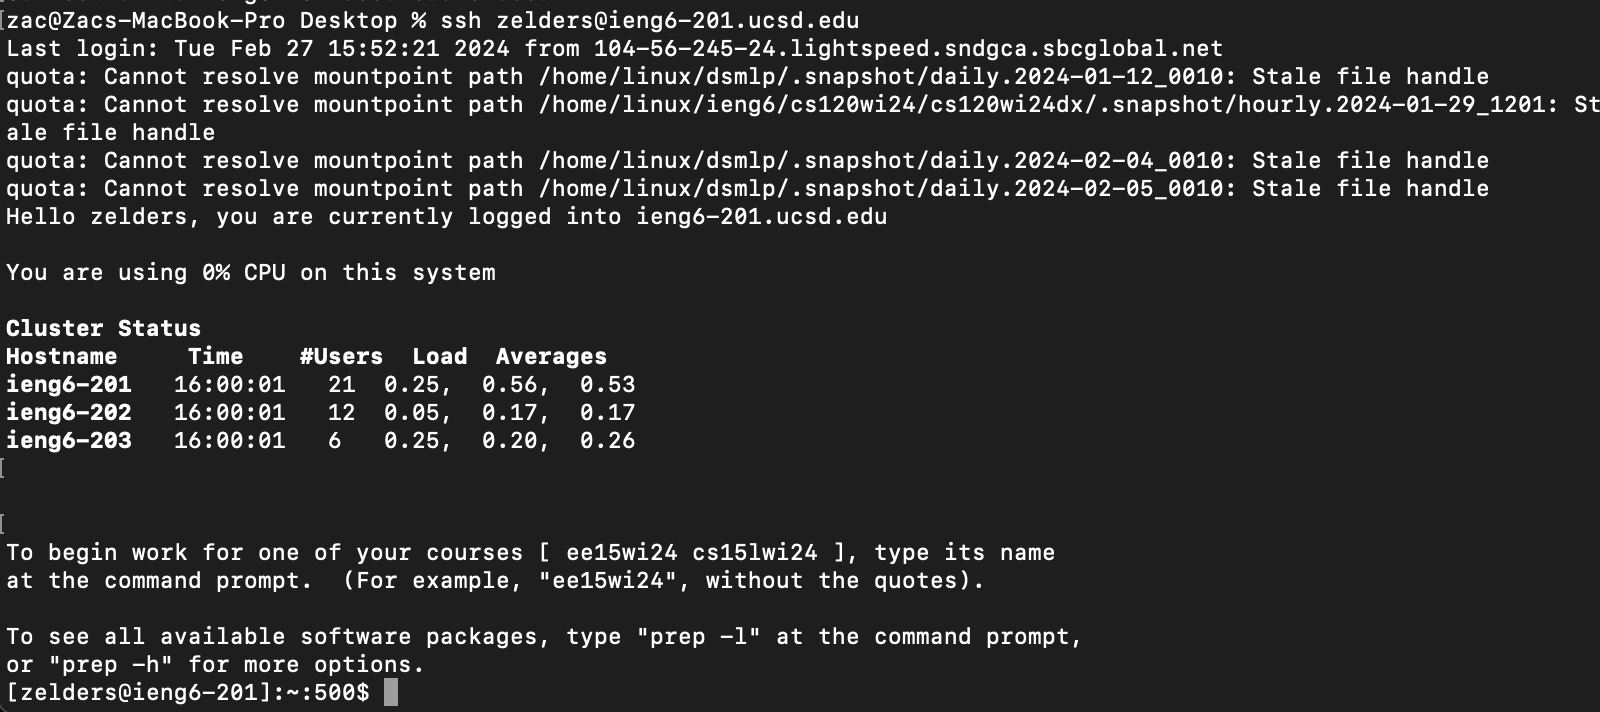 [zac@Zacs-MacBook-Pro Desktop % ssh zelders@ieng6-201.ucsd.edu
Last login: Tue Feb 27 15:52:21 2024 from 104-56-245-24.lightspeed.sndgca.sbcglobal.net
quota: Cannot resolve mountpoint path /home/linux/dsmlp/.snapshot/daily.2024-01-12_0010: Stale file handle
quota: Cannot resolve mountpoint path /home/linux/ieng6/cs120wi24/cs120wi24dx/.snapshot/hourly.2024-01-29_1201: St
ale file handle
quota: Cannot resolve mountpoint path /home/linux/dsmlp/.snapshot/daily.2024-02-04_0010: Stale file handle
quota: Cannot resolve mountpoint path /home/linux/dsmlp/.snapshot/daily.2024-02-05_0010: Stale file handle
Hello zelders, you are currently logged into ieng6-201.ucsd.edu
You are using 0% CPU on this system
Cluster Status
Hostname     Time    #Users  Load  Averages
ieng6-201   16:00:01   21  0.25,  0.56,  0.53
ieng6-202   16:00:01   12  0.05,  0.17,  0.17
ieng6-203   16:00:01   6   0.25,  0.20,  0.26
[
[
To begin work for one of your courses [ ee15wi24 cs15lwi24 ], type its name
at the command prompt.  (For example, "ee15wi24", without the quotes).
To see all available software packages, type "prep -l" at the command prompt,
or "prep -h" for more options.
[zelders@ieng6-201]:~:500$